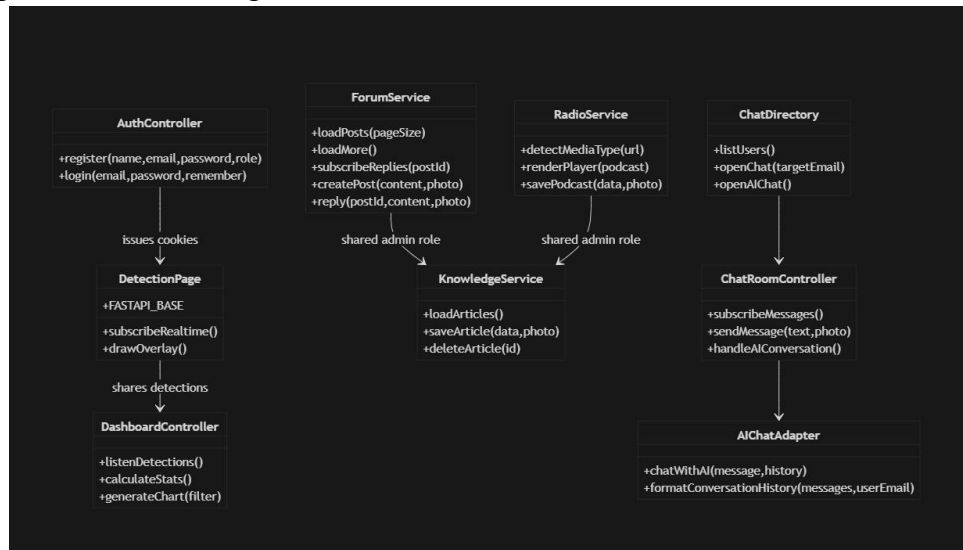 AuthController
+register(name,email,password,role)
+login(email,password,remember)
issues cookies
DetectionPage
+FASTAPI_BASE
+subscribeRealtime()
+drawOverlay()
shares detections
DashboardController
+listenDetections()
+calculateStats()
+generateChart(filter)
ForumService
+loadPosts(pageSize)
+loadMore()
+subscribeReplies(postId)
+createPost(content,photo)
+reply(postId,content,photo)
shared admin role
RadioService
+detectMediaType(url)
+renderPlayer(podcast)
+savePodcast(data,photo)
shared admin role
KnowledgeService
+loadArticles()
+saveArticle(data,photo)
+deleteArticle(id)
ChatDirectory
+listUsers()
+openChat(targetEmail)
+openAIChat()
ChatRoomController
+subscribeMessages()
+sendMessage(text,photo)
+handleAIConversation()
AIChatAdapter
+chatWithAI(message,history)
+formatConversationHistory(messages,userEmail)